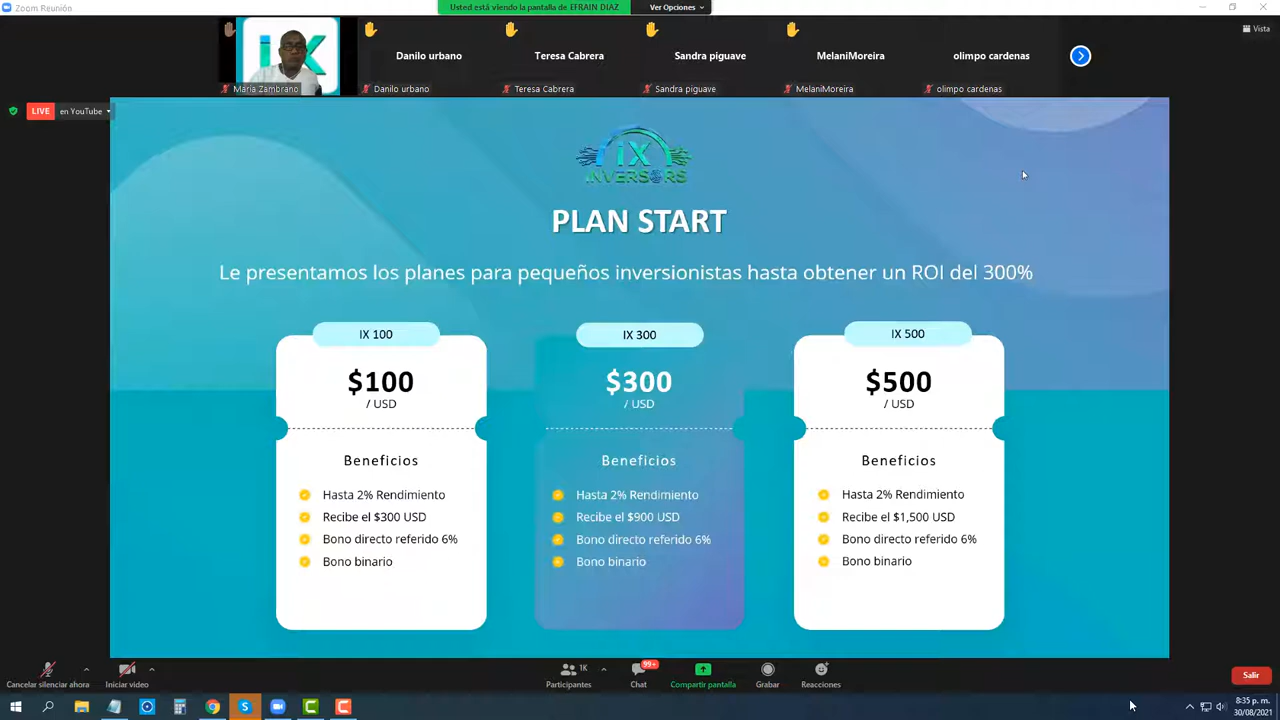 Zoom Reunión
Usted está viendo la pantalla de EFRAIN DIAZ
Ver Opciones
Vista
Danilo urbano
Teresa Cabrera
Sandra piguave
MelaniMoreira
olimpo cardenas
iX
María Zambrano
Danilo urbano
Teresa Cabrera
Sandra piguave
MelaniMoreira
olimpo cardenas
LIVE en YouTube
iX
INVERSORS
PLAN START
Le presentamos los planes para pequeños inversionistas hasta obtener un ROI del 300%
IX 100
$100
/ USD
Beneficios
Hasta 2% Rendimiento
Recibe el $300 USD
Bono directo referido 6%
Bono binario
IX 300
$300
/ USD
Beneficios
Hasta 2% Rendimiento
Recibe el $900 USD
Bono directo referido 6%
Bono binario
IX 500
$500
/ USD
Beneficios
Hasta 2% Rendimiento
Recibe el $1,500 USD
Bono directo referido 6%
Bono binario
1K
99+
Cancelar silenciar ahora
Iniciar video
Participantes
Chat
Compartir pantalla
Grabar
Reacciones
Salir
8:35 p. m.
30/08/2021